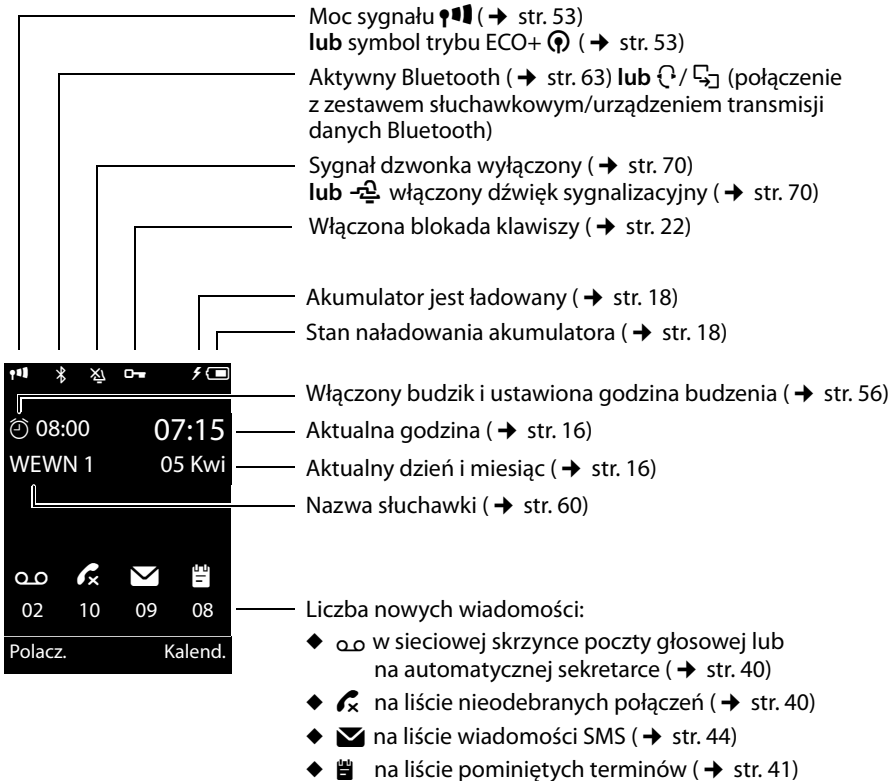 Moc sygnału ( ➔ str. 53)
lub symbol trybu ECO+ ( ➔ str. 53)
Aktywny Bluetooth ( ➔ str. 63) lub / (połączenie
z zestawem słuchawkowym/urządzeniem transmisji
danych Bluetooth)
Sygnał dzwonka wyłączony ( ➔ str. 70)
lub włączony dźwięk sygnalizacyjny ( ➔ str. 70)
Włączona blokada klawiszy ( ➔ str. 22)
Akumulator jest ładowany ( ➔ str. 18)
Stan naładowania akumulatora ( ➔ str. 18)
Włączony budzik i ustawiona godzina budzenia ( ➔ str. 56)
08:00 07:15
Aktualna godzina ( ➔ str. 16)
WEWN 1 05 Kwi
Aktualny dzień i miesiąc ( ➔ str. 16)
Nazwa słuchawki ( ➔ str. 60)
02 10 09 08
Liczba nowych wiadomości:
Polacz. Kalend.
◆ w sieciowej skrzynce poczty głosowej lub
na automatycznej sekretarce ( ➔ str. 40)
◆ na liście nieodebranych połączeń ( ➔ str. 40)
◆ na liście wiadomości SMS ( ➔ str. 44)
◆ na liście pominiętych terminów ( ➔ str. 41)